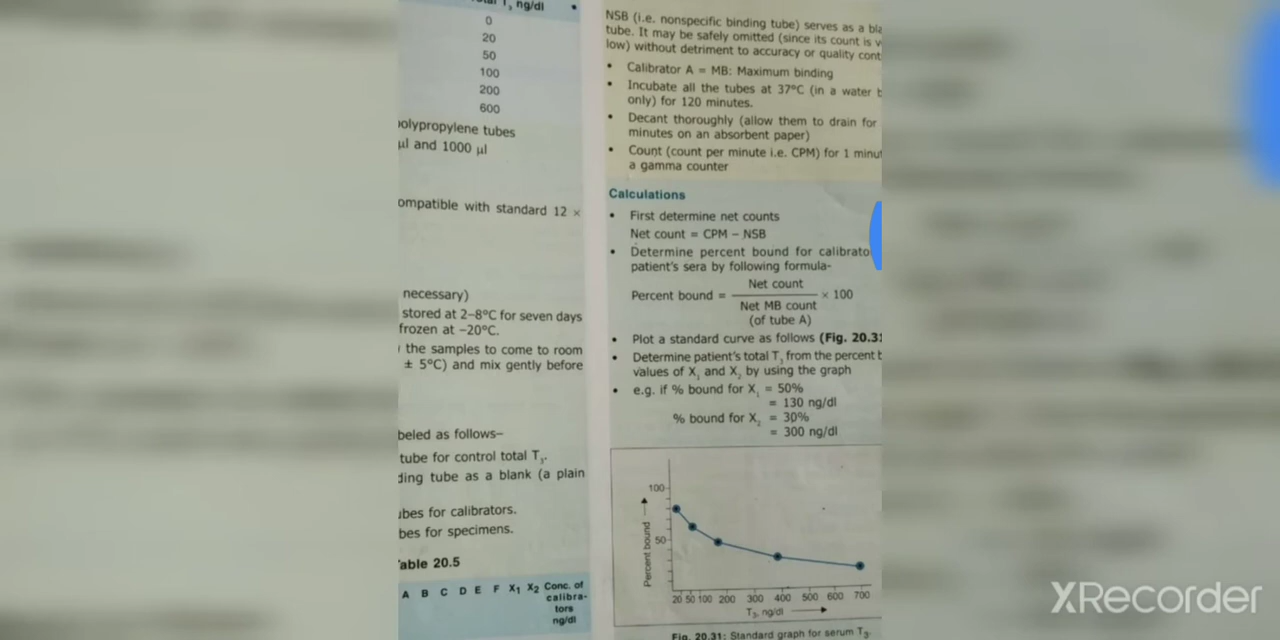 ng/dl
0
20
50
100
200
600
polypropylene tubes
µl and 1000 µl
ompatible with standard 12 ×
necessary)
stored at 2–8°C for seven days
frozen at –20°C.
the samples to come to room
± 5°C) and mix gently before
beled as follows–
tube for control total T₃.
ding tube as a blank (a plain
ubes for calibrators.
bes for specimens.
able 20.5
A B C D E F X₁ X₂ Conc. of
calibra-
tors
ng/dl
NSB (i.e. nonspecific binding tube) serves as a bla
tube. It may be safely omitted (since its count is v
low) without detriment to accuracy or quality cont
• Calibrator A = MB: Maximum binding
• Incubate all the tubes at 37°C (in a water b
only) for 120 minutes.
• Decant thoroughly (allow them to drain for
minutes on an absorbent paper)
• Count (count per minute i.e. CPM) for 1 minut
a gamma counter
Calculations
• First determine net counts
Net count = CPM – NSB
• Determine percent bound for calibrato
patient's sera by following formula-
Percent bound = Net count / Net MB count × 100
(of tube A)
• Plot a standard curve as follows (Fig. 20.31
• Determine patient's total T₃ from the percent b
values of X₁ and X₂ by using the graph
• e.g. if % bound for X₁ = 50%
= 130 ng/dl
% bound for X₂ = 30%
= 300 ng/dl
100
50
Percent bound
20 50 100 200 300 400 500 600 700
T₃, ng/dl
Fig. 20.31: Standard graph for serum T₃
XRecorder